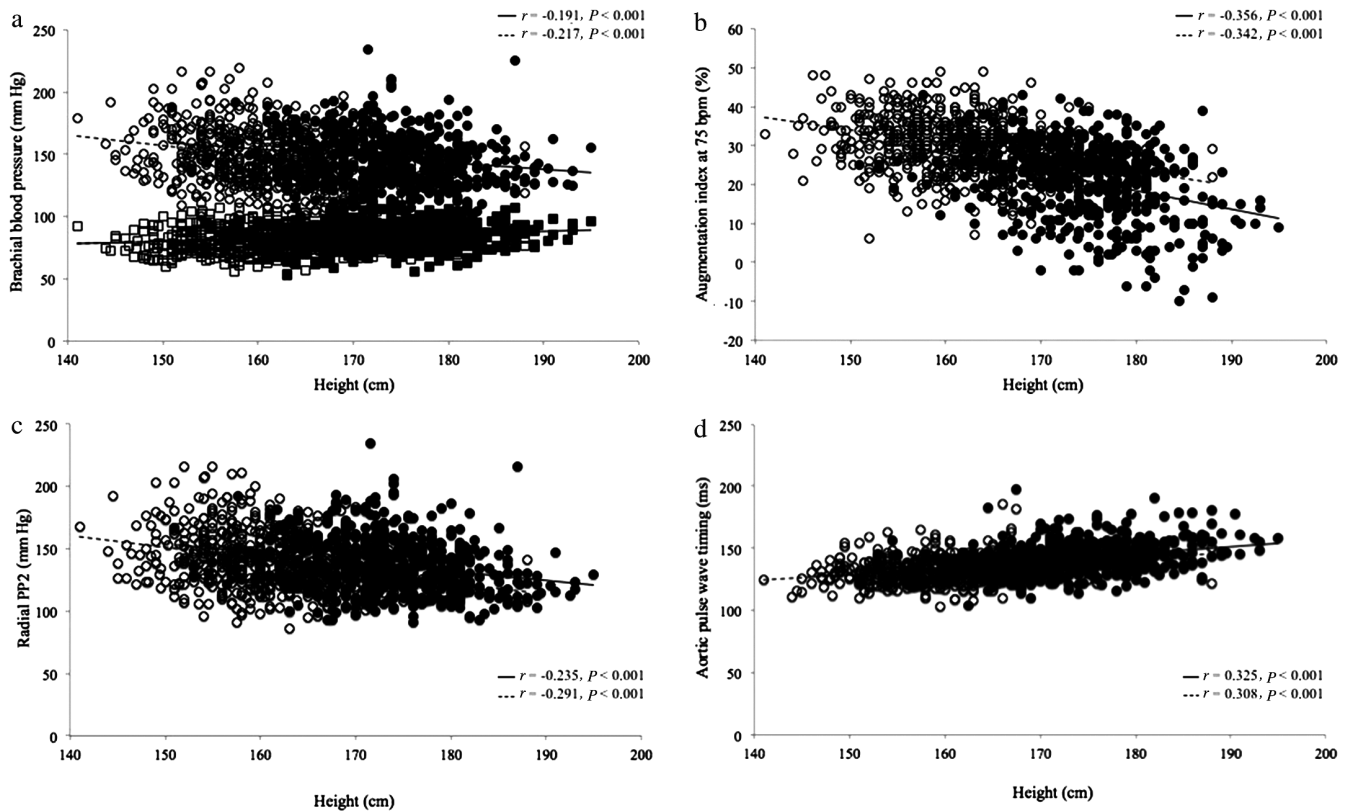 a
r = -0.191, P < 0.001
r = -0.217, P < 0.001
Brachial blood pressure (mm Hg)
250
200
150
100
50
0
140 150 160 170 180 190 200
Height (cm)
b
r = -0.356, P < 0.001
r = -0.342, P < 0.001
Augmentation index at 75 bpm (%)
60
50
40
30
20
10
0
-10
-20
140 150 160 170 180 190 200
Height (cm)
c
Radial PP2 (mm Hg)
250
200
150
100
50
0
r = -0.235, P < 0.001
r = -0.291, P < 0.001
140 150 160 170 180 190 200
Height (cm)
d
Aortic pulse wave timing (ms)
250
200
150
100
50
0
r = 0.325, P < 0.001
r = 0.308, P < 0.001
140 150 160 170 180 190 200
Height (cm)